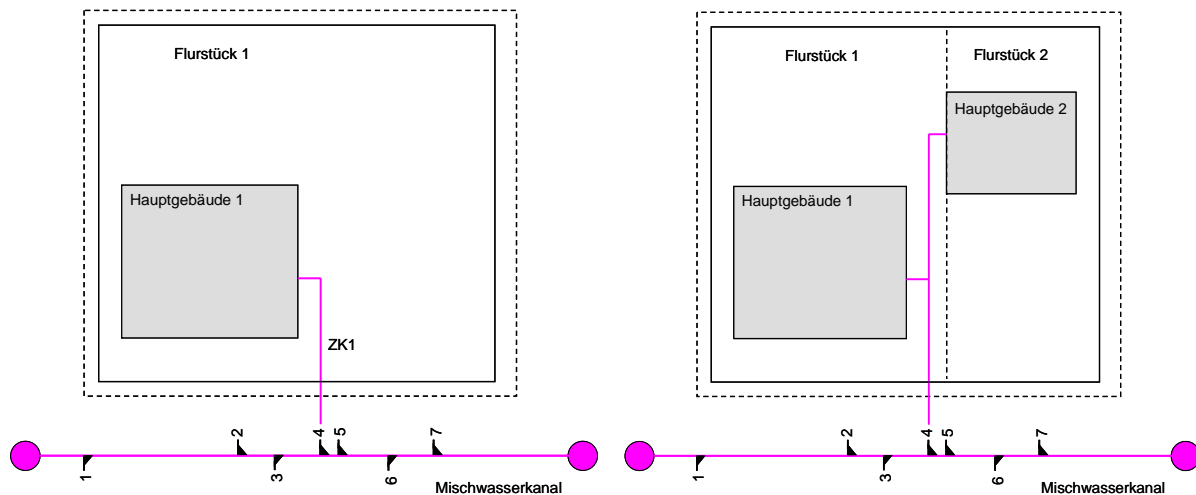 Flurstück 1
Hauptgebäude 1
ZK1
2
4
5
7
1
3
6
Mischwasserkanal
Flurstück 1
Flurstück 2
Hauptgebäude 2
Hauptgebäude 1
2
4
5
7
1
3
6
Mischwasserkanal